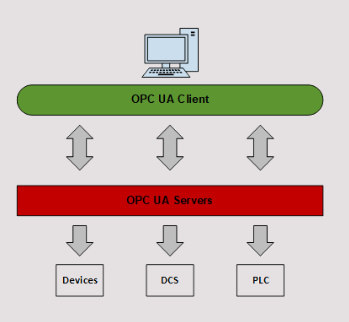 OPC UA Client
OPC UA Servers
Devices
DCS
PLC